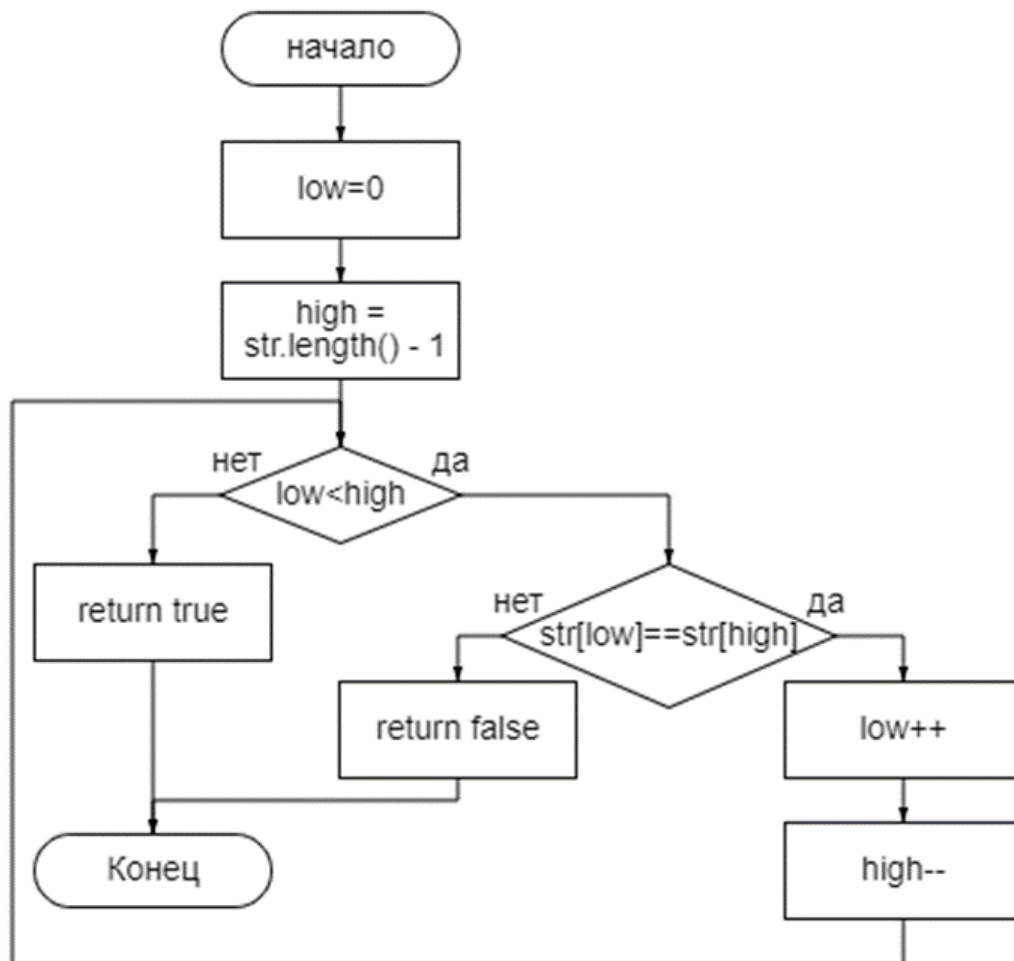 начало
low=0
high =
str.length() - 1
нет
да
low<high
return true
нет
да
str[low]==str[high]
return false
low++
Конец
high--